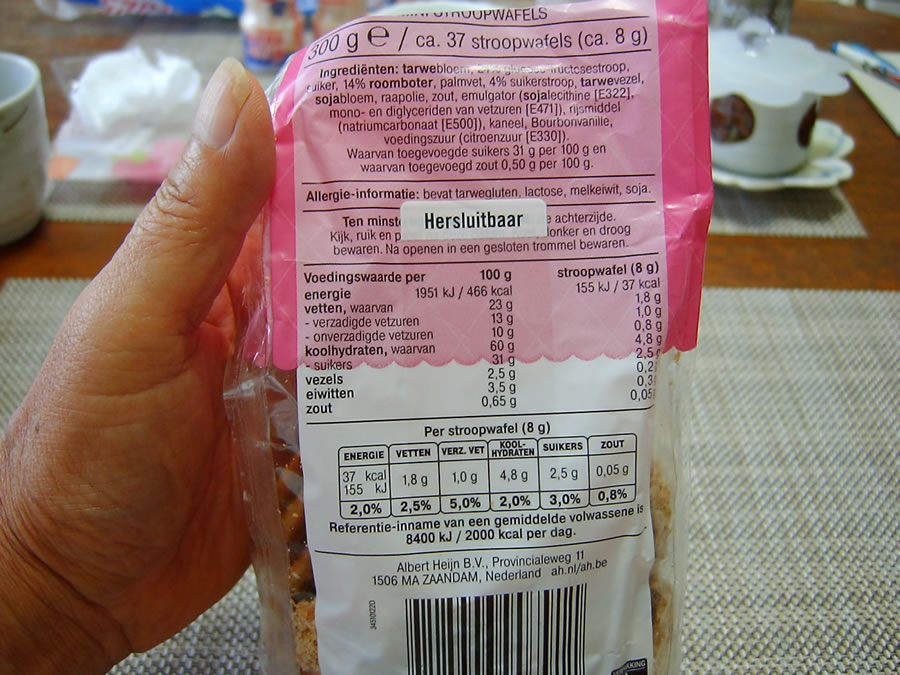 STROOPWAFELS
300 g e / ca. 37 stroopwafels (ca. 8 g)
Ingrediënten: tarwebloem, glucose-fructosestroop,
suiker, 14% roomboter, palmvet, 4% suikerstroop, tarwevezel,
sojabloem, raapolie, zout, emulgator (sojalecithine [E322],
mono- en diglyceriden van vetzuren [E471]), rijsmiddel
(natriumcarbonaat [E500]), kaneel, Bourbonvanille,
voedingszuur (citroenzuur [E330]).
Waarvan toegevoegde suikers 31 g per 100 g en
waarvan toegevoegd zout 0,50 g per 100 g.
Allergie-informatie: bevat tarwegluten, lactose, melkeiwit, soja.
Ten minste achterzijde.
Hersluitbaar
Kijk, ruik en donker en droog
bewaren. Na openen in een gesloten trommel bewaren.
Voedingswaarde per 100 g stroopwafel (8 g)
energie 1951 kJ / 466 kcal 155 kJ / 37 kcal
vetten, waarvan 23 g 1,8 g
- verzadigde vetzuren 13 g 1,0 g
- onverzadigde vetzuren 10 g 0,8 g
koolhydraten, waarvan 60 g 4,8 g
- suikers 31 g 2,5 g
vezels 2,5 g 0,2
eiwitten 3,5 g 0,3
zout 0,65 g 0,05
Per stroopwafel (8 g)
ENERGIE VETTEN VERZ. VET KOOL-HYDRATEN SUIKERS ZOUT
37 kcal 1,8 g 1,0 g 4,8 g 2,5 g 0,05 g
155 kJ
2,0% 2,5% 5,0% 2,0% 3,0% 0,8%
Referentie-inname van een gemiddelde volwassene is
8400 kJ / 2000 kcal per dag.
Albert Heijn B.V., Provincialeweg 11
1506 MA ZAANDAM, Nederland ah.nl/ah.be